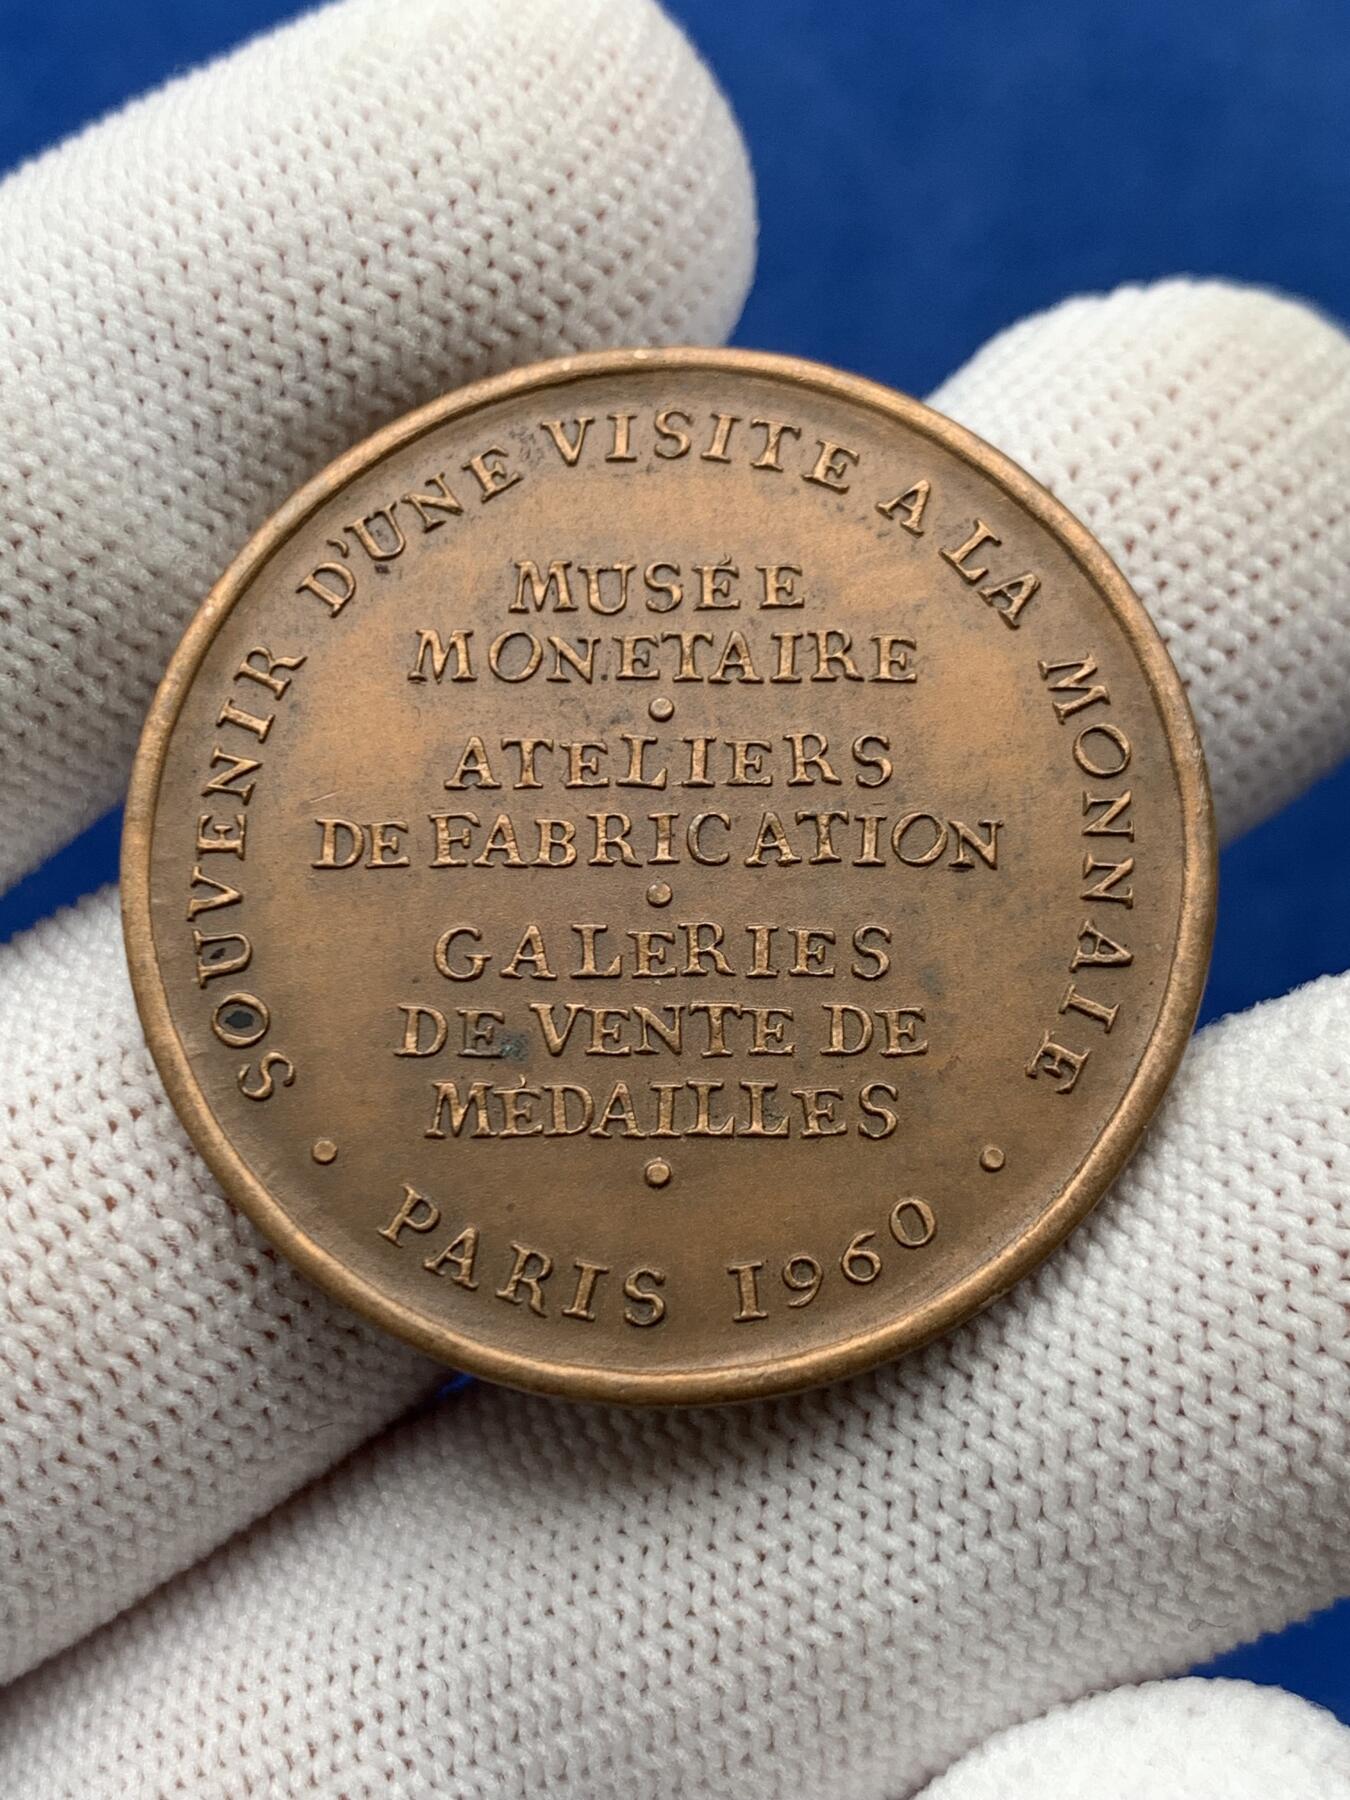 SOUVENIR D'UNE VISITE A LA MONNAIE
MUSÉE
MONETAIRE
•
ATELIERS
DE FABRICATION
•
GALERIES
DE VENTE DE
MÉDAILLES
• • •
PARIS 1960